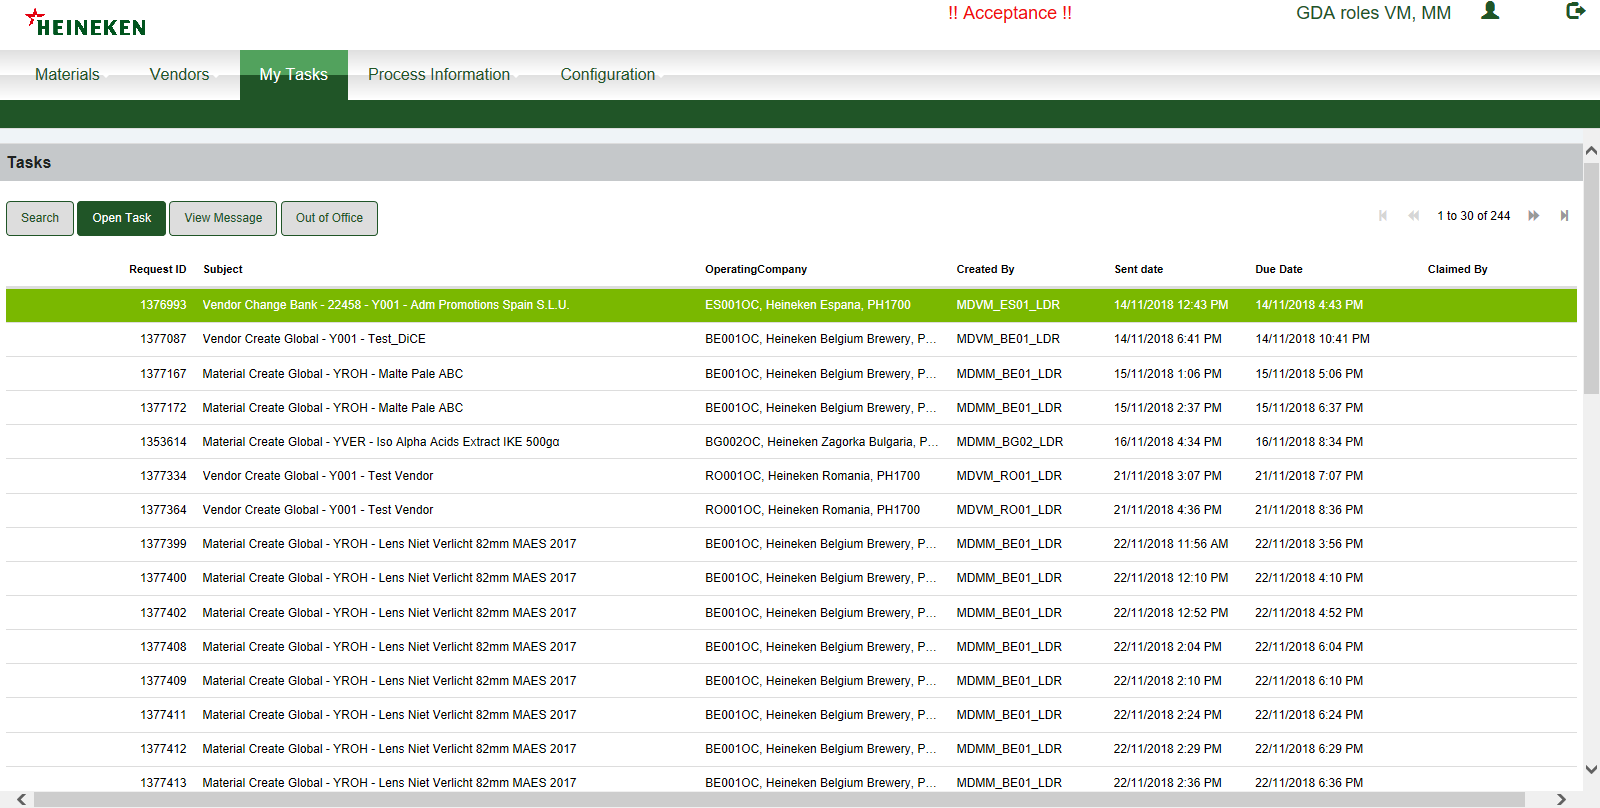 HEINEKEN
!! Acceptance !!
GDA roles VM, MM
Materials Vendors My Tasks Process Information Configuration
Tasks
Search Open Task View Message Out of Office 1 to 30 of 244
Request ID Subject OperatingCompany Created By Sent date Due Date Claimed By
1376993 Vendor Change Bank - 22458 - Y001 - Adm Promotions Spain S.L.U. ES001OC, Heineken Espana, PH1700 MDVM_ES01_LDR 14/11/2018 12:43 PM 14/11/2018 4:43 PM
1377087 Vendor Create Global - Y001 - Test_DiCE BE001OC, Heineken Belgium Brewery, P... MDVM_BE01_LDR 14/11/2018 6:41 PM 14/11/2018 10:41 PM
1377167 Material Create Global - YROH - Malte Pale ABC BE001OC, Heineken Belgium Brewery, P... MDMM_BE01_LDR 15/11/2018 1:06 PM 15/11/2018 5:06 PM
1377172 Material Create Global - YROH - Malte Pale ABC BE001OC, Heineken Belgium Brewery, P... MDMM_BE01_LDR 15/11/2018 2:37 PM 15/11/2018 6:37 PM
1353614 Material Create Global - YVER - Iso Alpha Acids Extract IKE 500gα BG002OC, Heineken Zagorka Bulgaria, P... MDMM_BG02_LDR 16/11/2018 4:34 PM 16/11/2018 8:34 PM
1377334 Vendor Create Global - Y001 - Test Vendor RO001OC, Heineken Romania, PH1700 MDVM_RO01_LDR 21/11/2018 3:07 PM 21/11/2018 7:07 PM
1377364 Vendor Create Global - Y001 - Test Vendor RO001OC, Heineken Romania, PH1700 MDVM_RO01_LDR 21/11/2018 4:36 PM 21/11/2018 8:36 PM
1377399 Material Create Global - YROH - Lens Niet Verlicht 82mm MAES 2017 BE001OC, Heineken Belgium Brewery, P... MDMM_BE01_LDR 22/11/2018 11:56 AM 22/11/2018 3:56 PM
1377400 Material Create Global - YROH - Lens Niet Verlicht 82mm MAES 2017 BE001OC, Heineken Belgium Brewery, P... MDMM_BE01_LDR 22/11/2018 12:10 PM 22/11/2018 4:10 PM
1377402 Material Create Global - YROH - Lens Niet Verlicht 82mm MAES 2017 BE001OC, Heineken Belgium Brewery, P... MDMM_BE01_LDR 22/11/2018 12:52 PM 22/11/2018 4:52 PM
1377408 Material Create Global - YROH - Lens Niet Verlicht 82mm MAES 2017 BE001OC, Heineken Belgium Brewery, P... MDMM_BE01_LDR 22/11/2018 2:04 PM 22/11/2018 6:04 PM
1377409 Material Create Global - YROH - Lens Niet Verlicht 82mm MAES 2017 BE001OC, Heineken Belgium Brewery, P... MDMM_BE01_LDR 22/11/2018 2:10 PM 22/11/2018 6:10 PM
1377411 Material Create Global - YROH - Lens Niet Verlicht 82mm MAES 2017 BE001OC, Heineken Belgium Brewery, P... MDMM_BE01_LDR 22/11/2018 2:24 PM 22/11/2018 6:24 PM
1377412 Material Create Global - YROH - Lens Niet Verlicht 82mm MAES 2017 BE001OC, Heineken Belgium Brewery, P... MDMM_BE01_LDR 22/11/2018 2:29 PM 22/11/2018 6:29 PM
1377413 Material Create Global - YROH - Lens Niet Verlicht 82mm MAES 2017 BE001OC, Heineken Belgium Brewery, P... MDMM_BE01_LDR 22/11/2018 2:36 PM 22/11/2018 6:36 PM